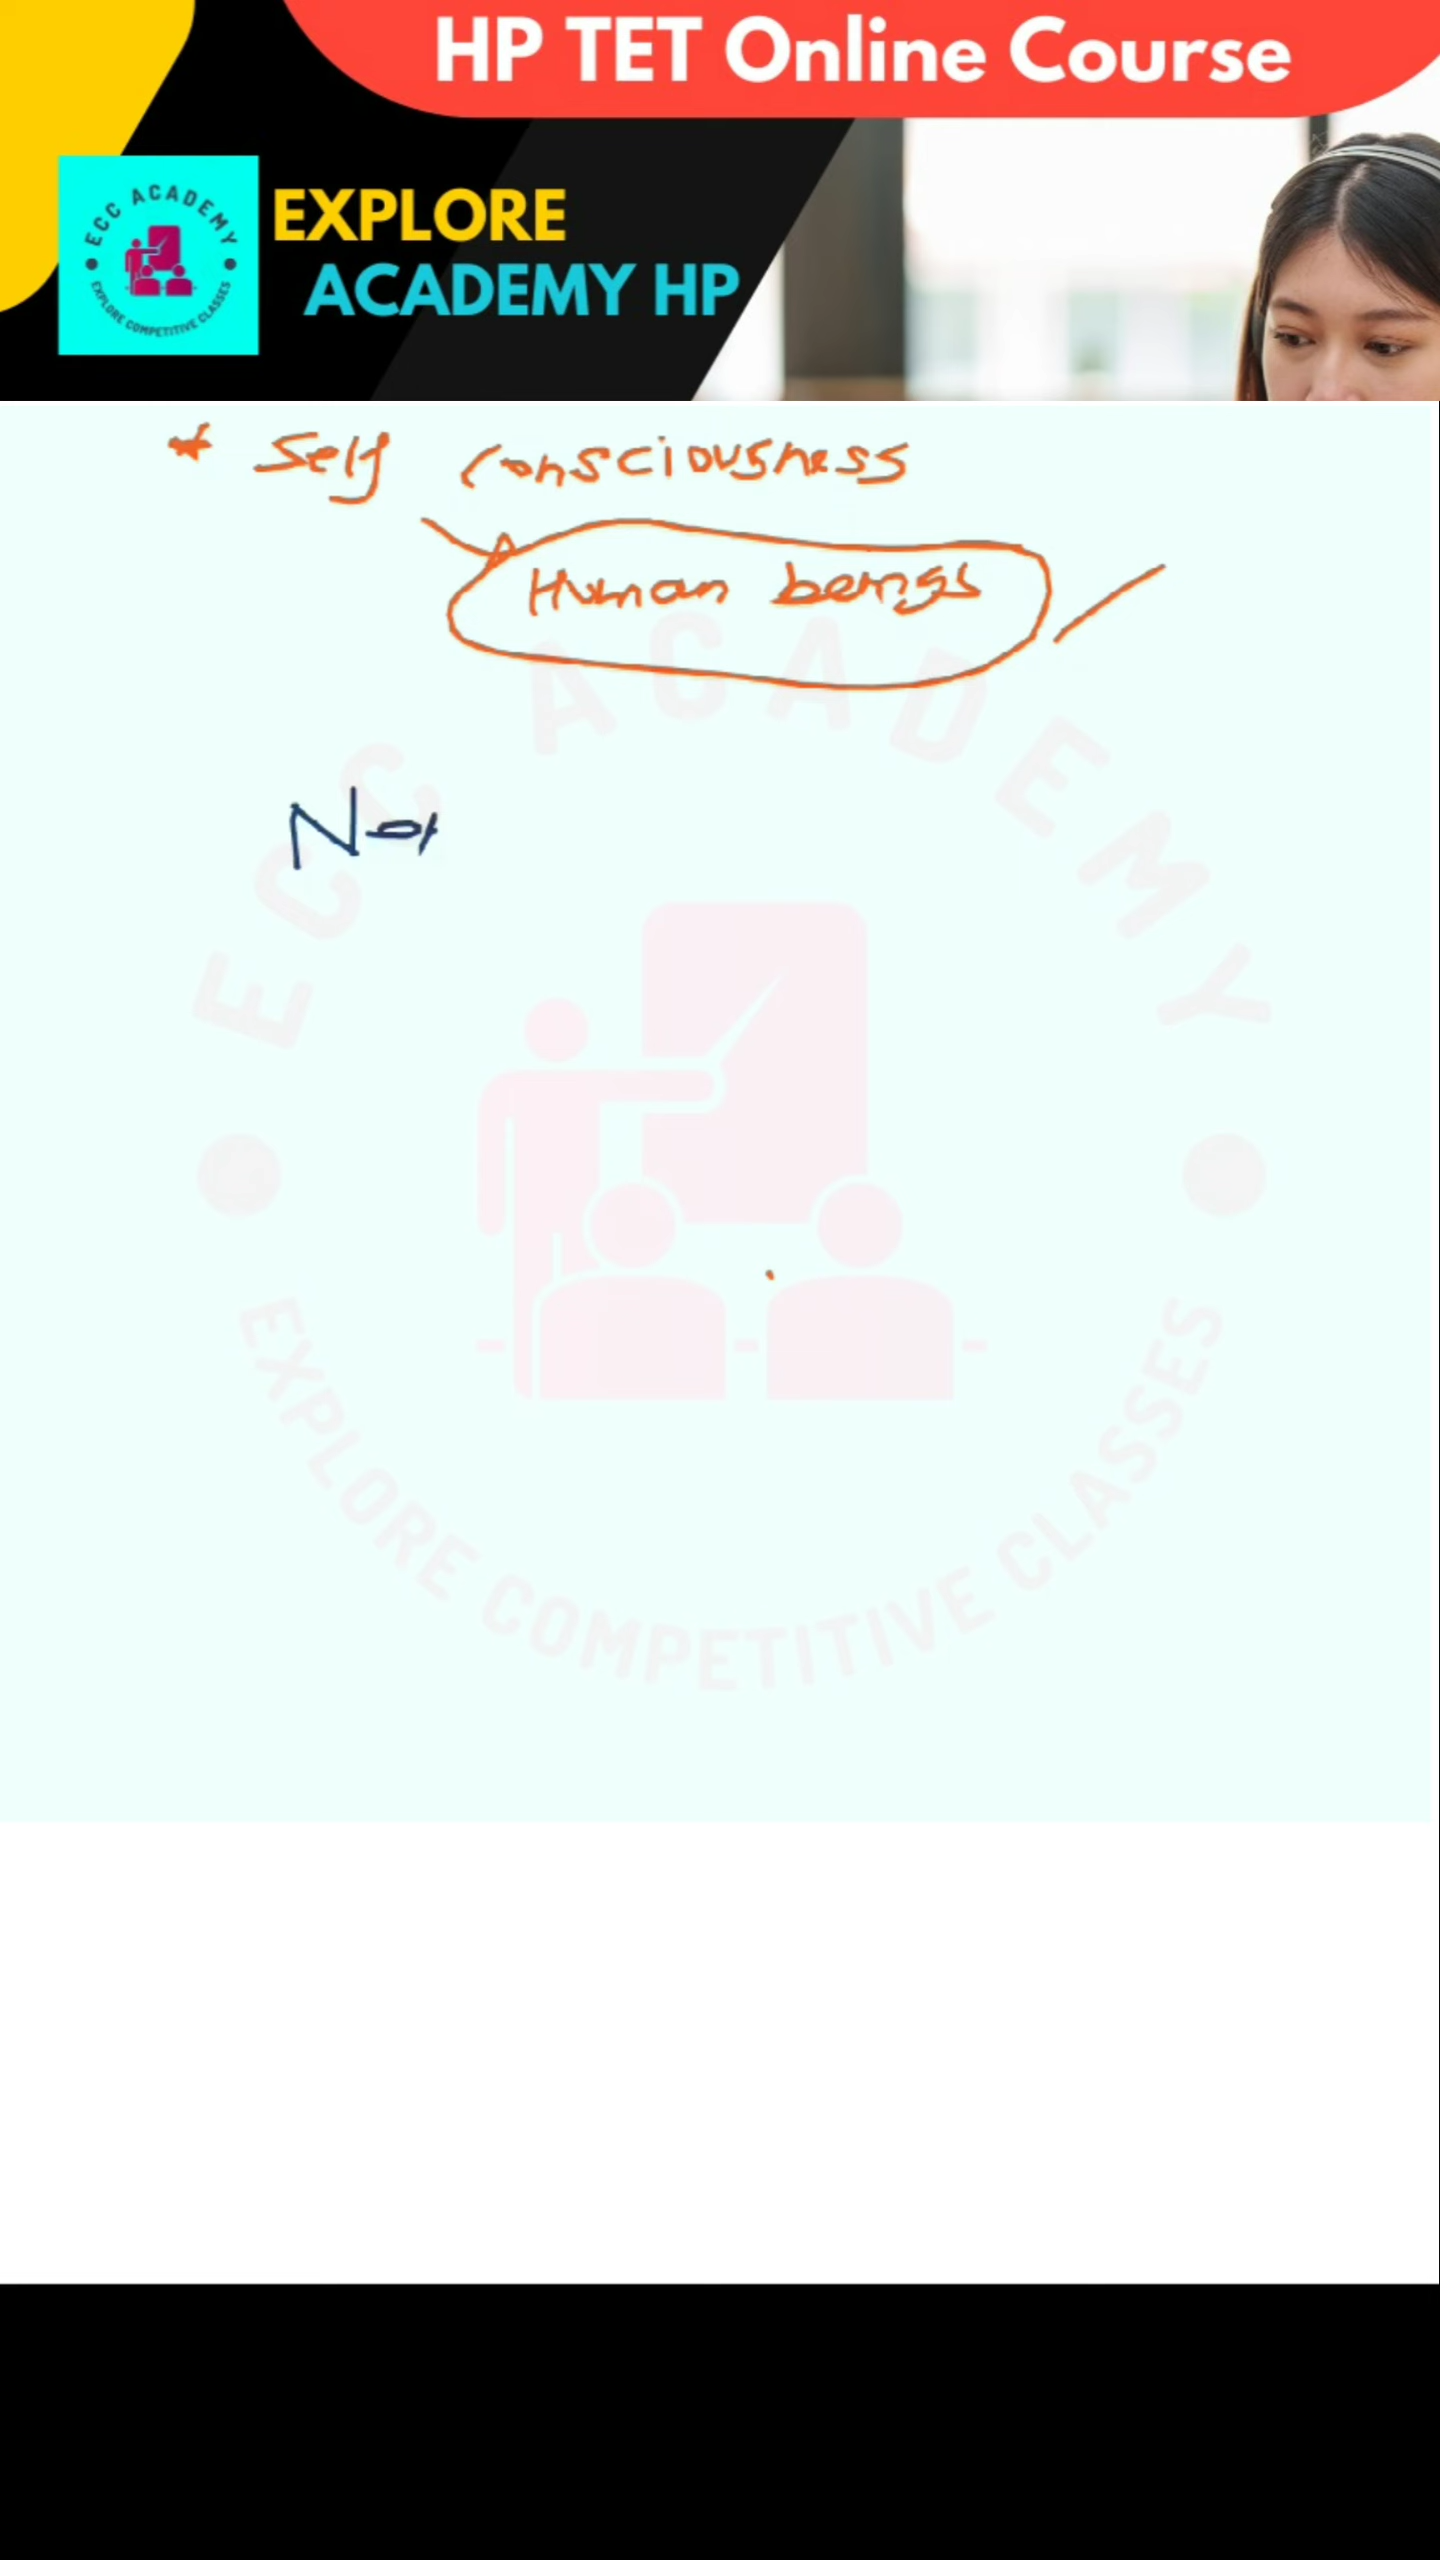 HP TET Online Course
ECC ACADEMY
EXPLORE COMPETITIVE CLASSES
EXPLORE
ACADEMY HP
* Self consciousness
Human beings
ECC ACADEMY
EXPLORE COMPETITIVE CLASSES